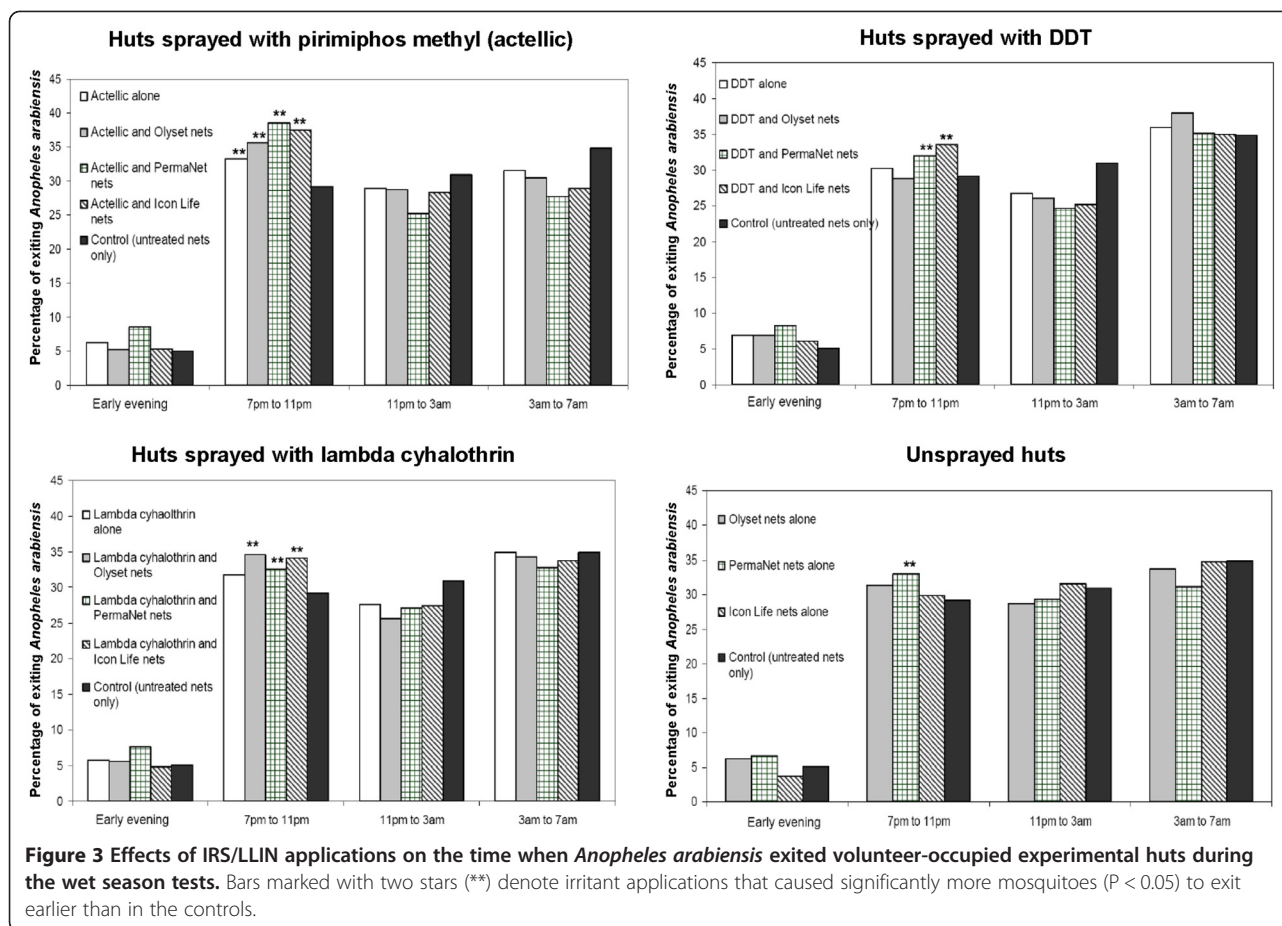 Huts sprayed with pirimiphos methyl (actellic)
Percentage of exiting Anopheles arabiensis
45
40
35
30
25
20
15
10
5
0
Actellic alone
Actellic and Olyset nets
Actellic and PermaNet
nets
Actellic and Icon Life
nets
Control (untreated nets
only)
**
**
**
**
Early evening
7pm to 11pm
11pm to 3am
3am to 7am
Huts sprayed with DDT
Percentage of exiting Anopheles arabiensis
45
40
35
30
25
20
15
10
5
0
DDT alone
DDT and Olyset nets
DDT and PermaNet nets
DDT and Icon Life nets
Control (untreated nets only)
**
**
Early evening
7pm to 11pm
11pm to 3am
3am to 7am
Huts sprayed with lambda cyhalothrin
Percentage of exiting Anopheles arabiensis
45
40
35
30
25
20
15
10
5
0
Lambda cyhaolthrin
alone
Lambda cyhalothrin and
Olyset nets
Lambda cyhalothrin and
PermaNet nets
Lambda cyhalothrin and
Icon Life nets
Control (untreated nets
only)
**
**
**
Early evening
7pm to 11pm
11pm to 3am
3am to 7am
Unsprayed huts
Percentage of exiting Anopheles arabiensis
45
40
35
30
25
20
15
10
5
0
Olyset nets alone
PermaNet nets alone
Icon Life nets alone
Control (untreated nets
only)
**
Early evening
7pm to 11pm
11pm to 3am
3am to 7am
Figure 3 Effects of IRS/LLIN applications on the time when Anopheles arabiensis exited volunteer-occupied experimental huts during
the wet season tests. Bars marked with two stars (**) denote irritant applications that caused significantly more mosquitoes (P < 0.05) to exit
earlier than in the controls.